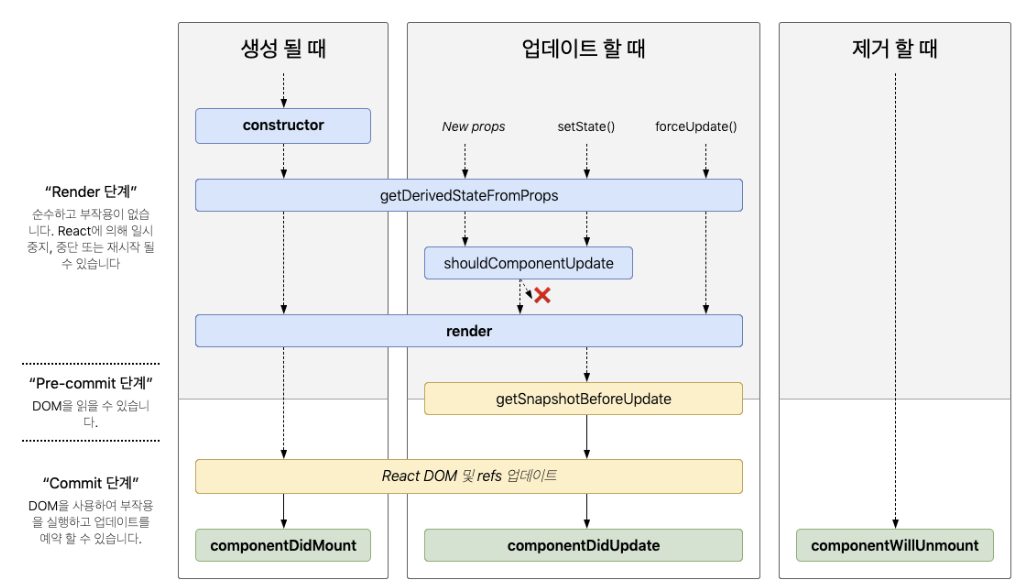 생성 될 때
업데이트 할 때
제거 할 때
constructor
New props
setState()
forceUpdate()
“Render 단계”
순수하고 부작용이 없습
니다. React에 의해 일시
중지, 중단 또는 재시작 될
수 있습니다
getDerivedStateFromProps
shouldComponentUpdate
render
“Pre-commit 단계”
DOM을 읽을 수 있습니
다.
getSnapshotBeforeUpdate
“Commit 단계”
DOM을 사용하여 부작용
을 실행하고 업데이트를
예약 할 수 있습니다.
React DOM 및 refs 업데이트
componentDidMount
componentDidUpdate
componentWillUnmount